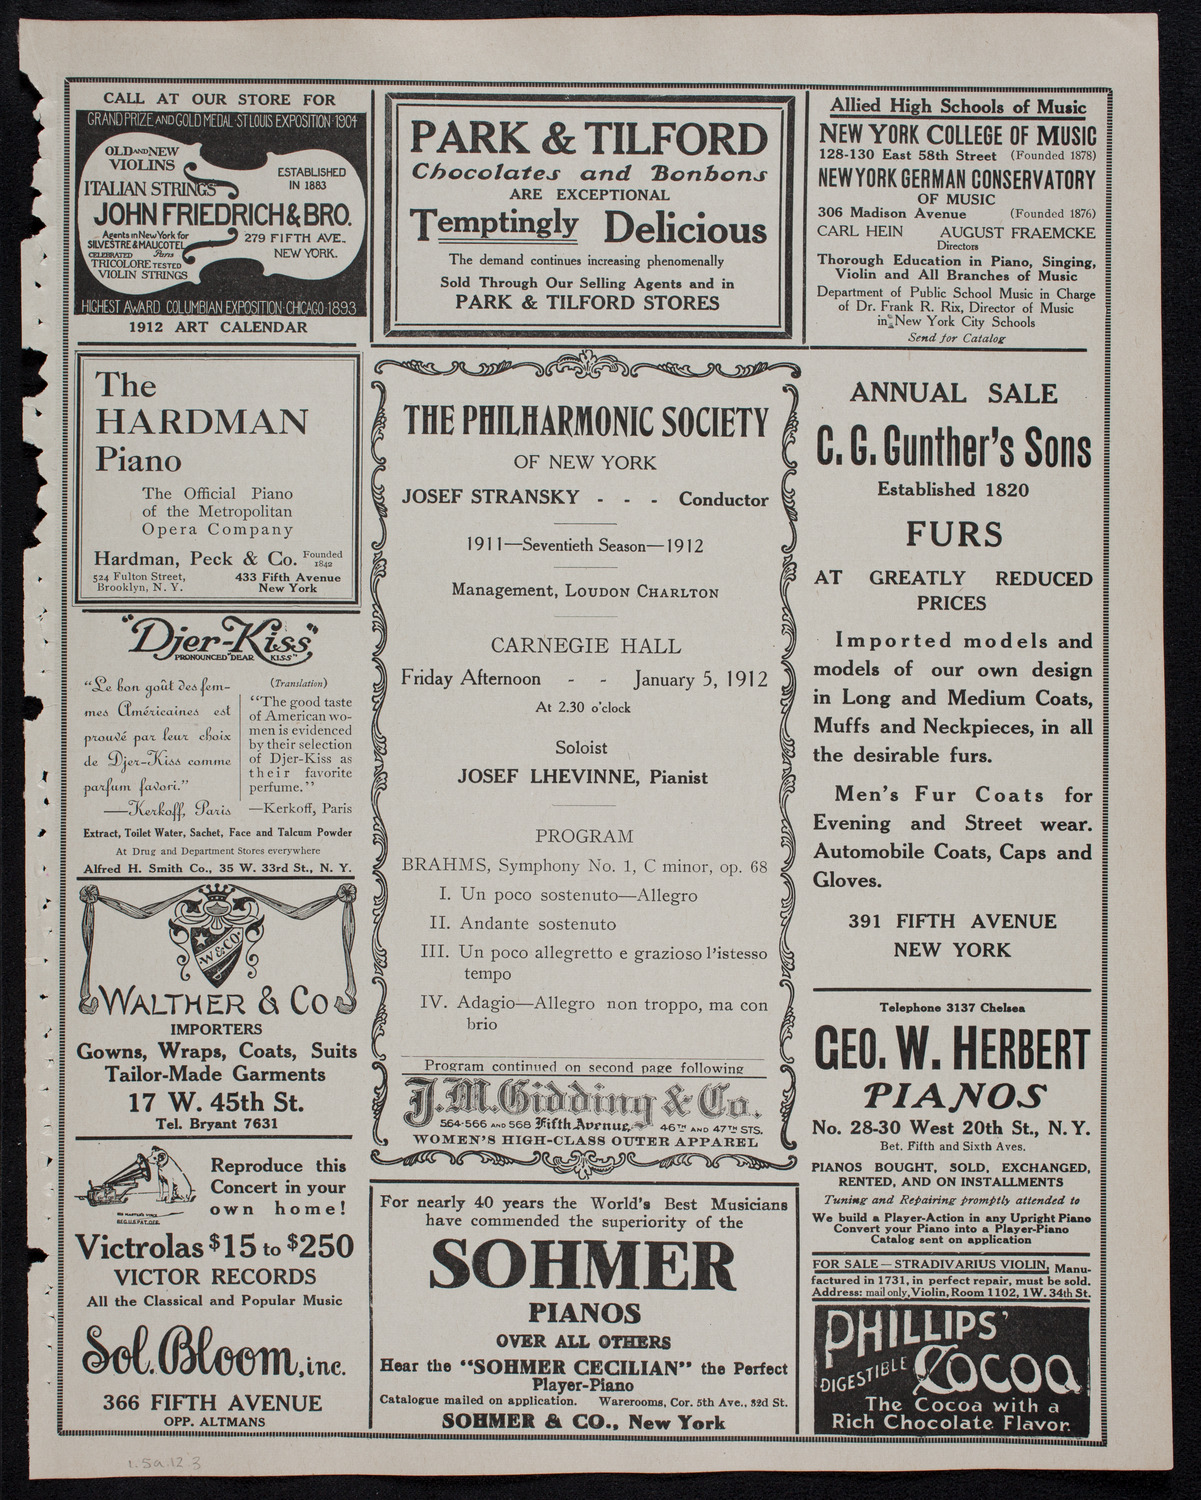 CALL AT OUR STORE FOR
GRAND PRIZE AND GOLD MEDAL·ST LOUIS EXPOSITION·1904
OLD AND NEW
VIOLINS
ITALIAN STRINGS
ESTABLISHED
IN 1883
JOHN FRIEDRICH & BRO.
Agents in New York for
SILVESTRE & MAUCOTEL
CELEBRATED Paris
TRICOLORE TESTED
VIOLIN STRINGS
279 FIFTH AVE.
NEW YORK.
HIGHEST AWARD COLUMBIAN EXPOSITION·CHICAGO·1893
1912 ART CALENDAR
The
HARDMAN
Piano
The Official Piano
of the Metropolitan
Opera Company
Hardman, Peck & Co. Founded 1842
524 Fulton Street,
Brooklyn, N. Y.
433 Fifth Avenue
New York
"Djer-Kiss"
PRONOUNCED "DEAR KISS"
"Le bon goût des fem-
mes Américaines est
prouvé par leur choix
de Djer-Kiss comme
parfum favori."
—Kerkoff, Paris
(Translation)
"The good taste
of American wo-
men is evidenced
by their selection
of Djer-Kiss as
their favorite
perfume."
—Kerkoff, Paris
Extract, Toilet Water, Sachet, Face and Talcum Powder
At Drug and Department Stores everywhere
Alfred H. Smith Co., 35 W. 33rd St., N. Y.
W & CO
WALTHER & CO
IMPORTERS
Gowns, Wraps, Coats, Suits
Tailor-Made Garments
17 W. 45th St.
Tel. Bryant 7631
HIS MASTER'S VOICE
REG. US PAT. OFF.
Reproduce this
Concert in your
own home!
Victrolas $15 to $250
VICTOR RECORDS
All the Classical and Popular Music
Sol. Bloom, inc.
366 FIFTH AVENUE
OPP. ALTMANS
PARK & TILFORD
Chocolates and Bonbons
ARE EXCEPTIONAL
Temptingly Delicious
The demand continues increasing phenomenally
Sold Through Our Selling Agents and in
PARK & TILFORD STORES
THE PHILHARMONIC SOCIETY
OF NEW YORK
JOSEF STRANSKY - - - Conductor
1911—Seventieth Season—1912
Management, LOUDON CHARLTON
CARNEGIE HALL
Friday Afternoon - - January 5, 1912
At 2.30 o'clock
Soloist
JOSEF LHEVINNE, Pianist
PROGRAM
BRAHMS, Symphony No. 1, C minor, op. 68
I. Un poco sostenuto—Allegro
II. Andante sostenuto
III. Un poco allegretto e grazioso l'istesso
tempo
IV. Adagio—Allegro non troppo, ma con
brio
Program continued on second page following
J.M. Gidding & Co.
564-566 AND 568 Fifth Avenue, 46TH AND 47TH STS.
WOMEN'S HIGH-CLASS OUTER APPAREL
For nearly 40 years the World's Best Musicians
have commended the superiority of the
SOHMER
PIANOS
OVER ALL OTHERS
Hear the "SOHMER CECILIAN" the Perfect
Player-Piano
Catalogue mailed on application. Warerooms, Cor. 5th Ave., 32d St.
SOHMER & CO., New York
Allied High Schools of Music
NEW YORK COLLEGE OF MUSIC
128-130 East 58th Street (Founded 1878)
NEW YORK GERMAN CONSERVATORY
OF MUSIC
306 Madison Avenue (Founded 1876)
CARL HEIN AUGUST FRAEMCKE
Directors
Thorough Education in Piano, Singing,
Violin and All Branches of Music
Department of Public School Music in Charge
of Dr. Frank R. Rix, Director of Music
in New York City Schools
Send for Catalog
ANNUAL SALE
C. G. Gunther's Sons
Established 1820
FURS
AT GREATLY REDUCED
PRICES
Imported models and
models of our own design
in Long and Medium Coats,
Muffs and Neckpieces, in all
the desirable furs.
Men's Fur Coats for
Evening and Street wear.
Automobile Coats, Caps and
Gloves.
391 FIFTH AVENUE
NEW YORK
Telephone 3137 Chelsea
GEO. W. HERBERT
PIANOS
No. 28-30 West 20th St., N. Y.
Bet. Fifth and Sixth Aves.
PIANOS BOUGHT, SOLD, EXCHANGED,
RENTED, AND ON INSTALLMENTS
Tuning and Repairing promptly attended to
We build a Player-Action in any Upright Piano
Convert your Piano into a Player-Piano
Catalog sent on application
FOR SALE—STRADIVARIUS VIOLIN, Manu-
factured in 1731, in perfect repair, must be sold.
Address: mail only, Violin, Room 1102, 1 W. 34th St.
PHILLIPS'
DIGESTIBLE COCOA
The Cocoa with a
Rich Chocolate Flavor.
1.5a.12 3